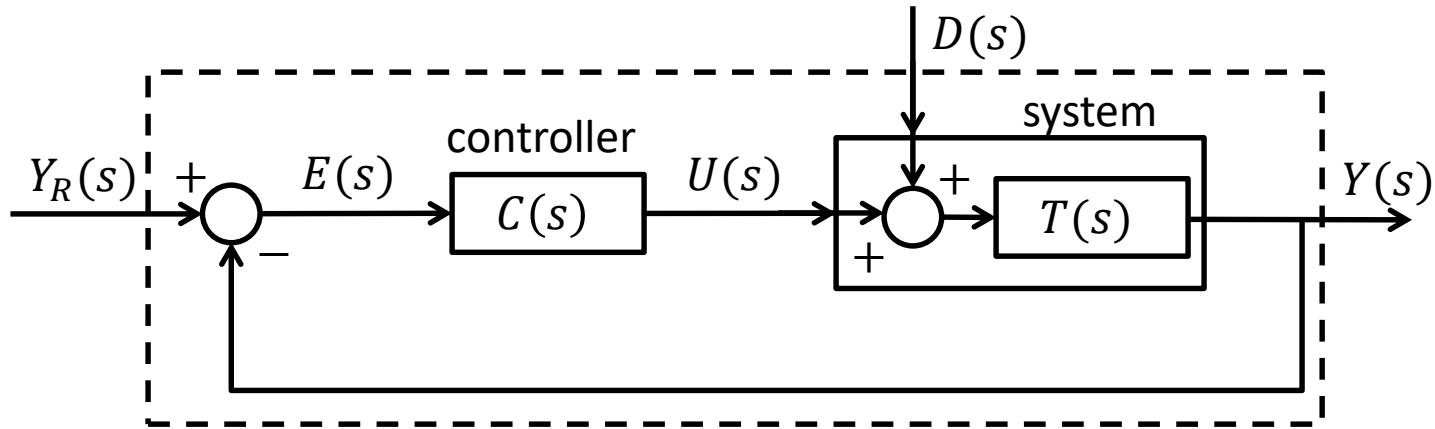 D(s)
system
controller
Y_R(s)
+
E(s)
C(s)
U(s)
+
+
T(s)
Y(s)
−